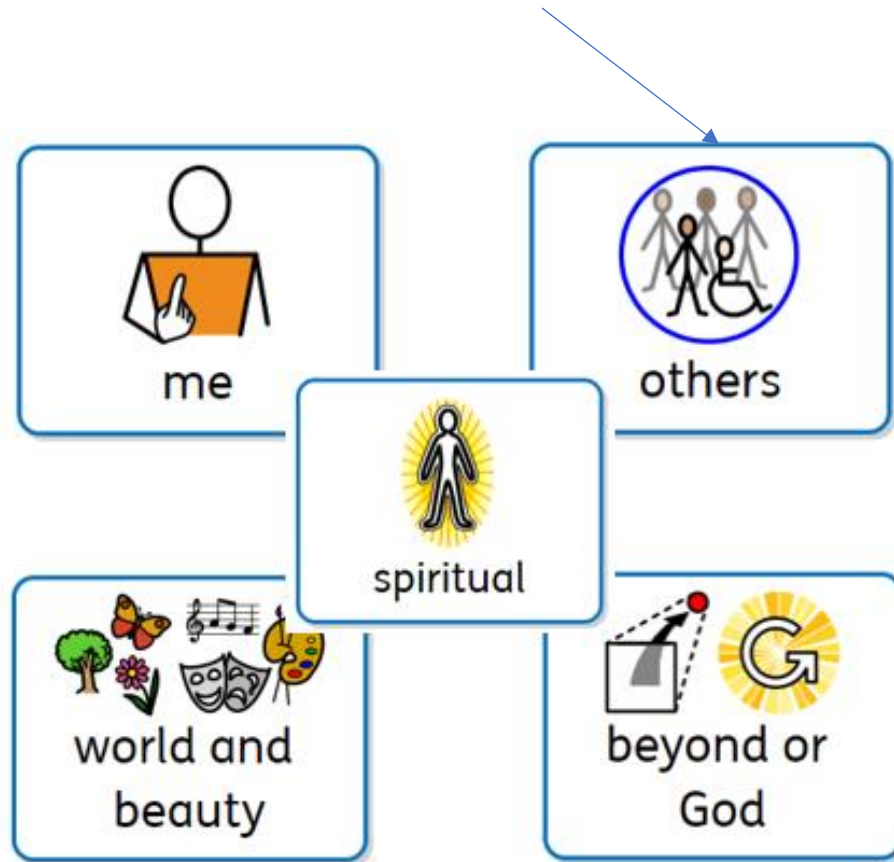 me
others
spiritual
world and
beauty
beyond or
God